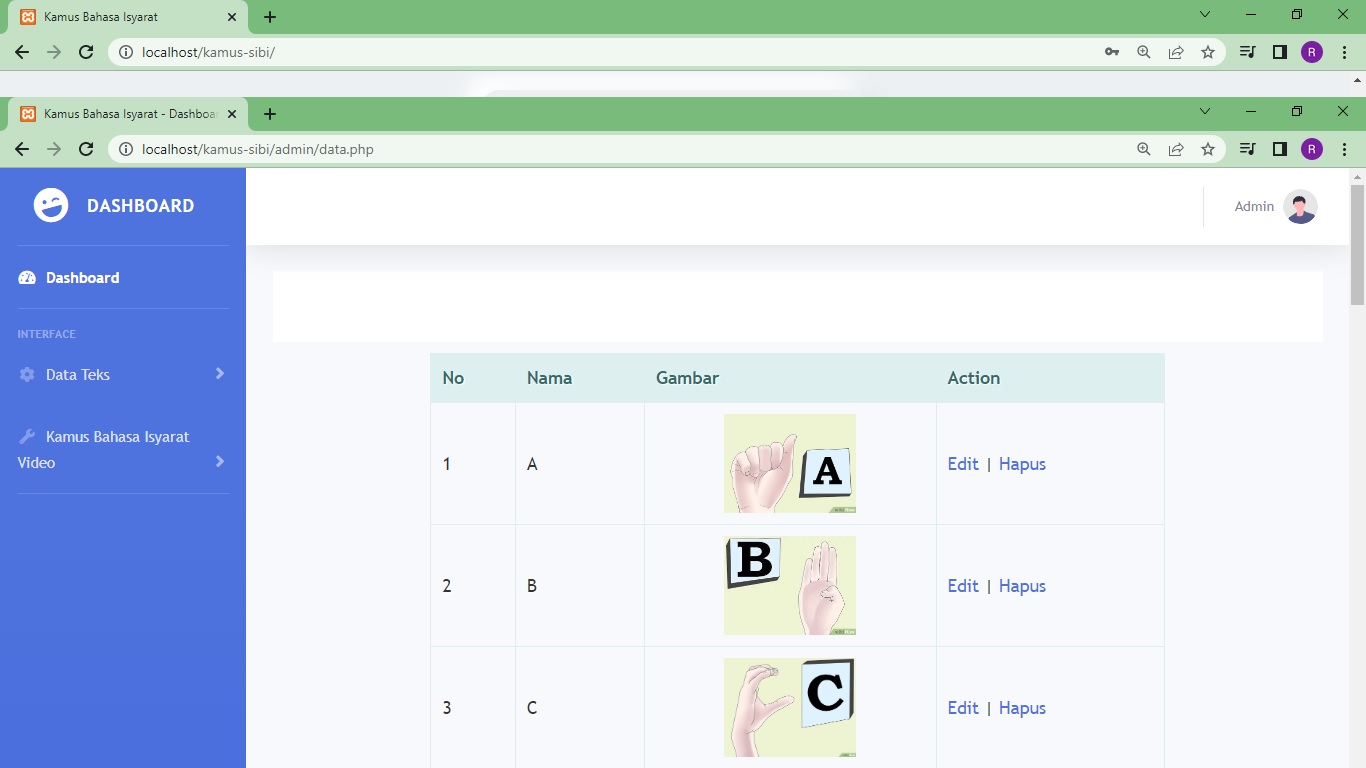 Kamus Bahasa Isyarat
localhost/kamus-sibi/
R
Kamus Bahasa Isyarat - Dashboar
localhost/kamus-sibi/admin/data.php
R
DASHBOARD
Admin
Dashboard
INTERFACE
Data Teks
Kamus Bahasa Isyarat
Video
No Nama Gambar Action
1 A A Edit | Hapus
2 B B Edit | Hapus
3 C C Edit | Hapus